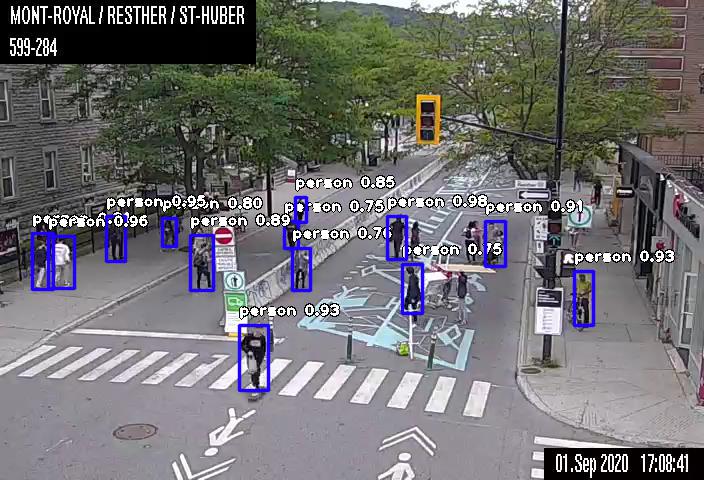 MONT-ROYAL / RESTHER / ST-HUBER
599-284
person 0.85
person 0.95
0.80
person 0.75
person 0.98
person 0.91
0.96
person 0.89
person 0.76
person 0.75
person 0.93
person 0.93
01.Sep 2020 17:08:41